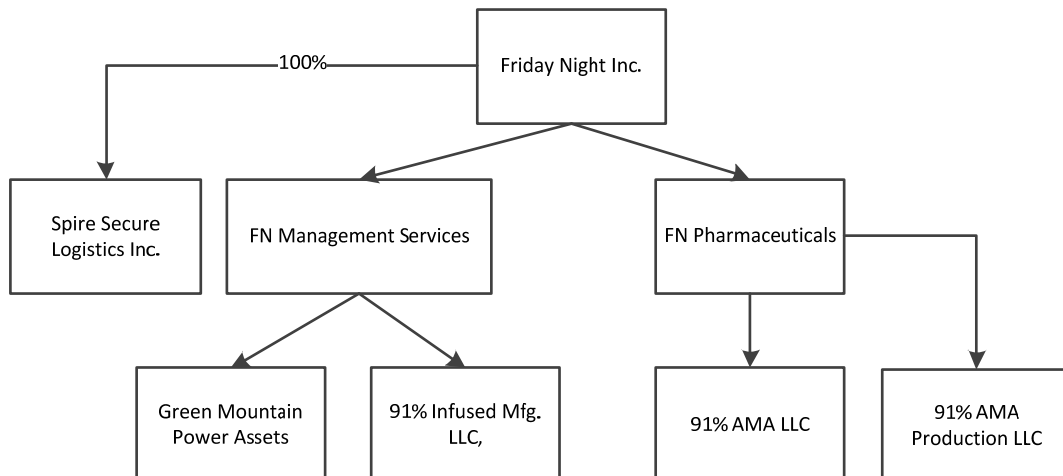 Friday Night Inc.
100%
Spire Secure
Logistics Inc.
FN Management Services
FN Pharmaceuticals
Green Mountain
Power Assets
91% Infused Mfg.
LLC,
91% AMA LLC
91% AMA
Production LLC